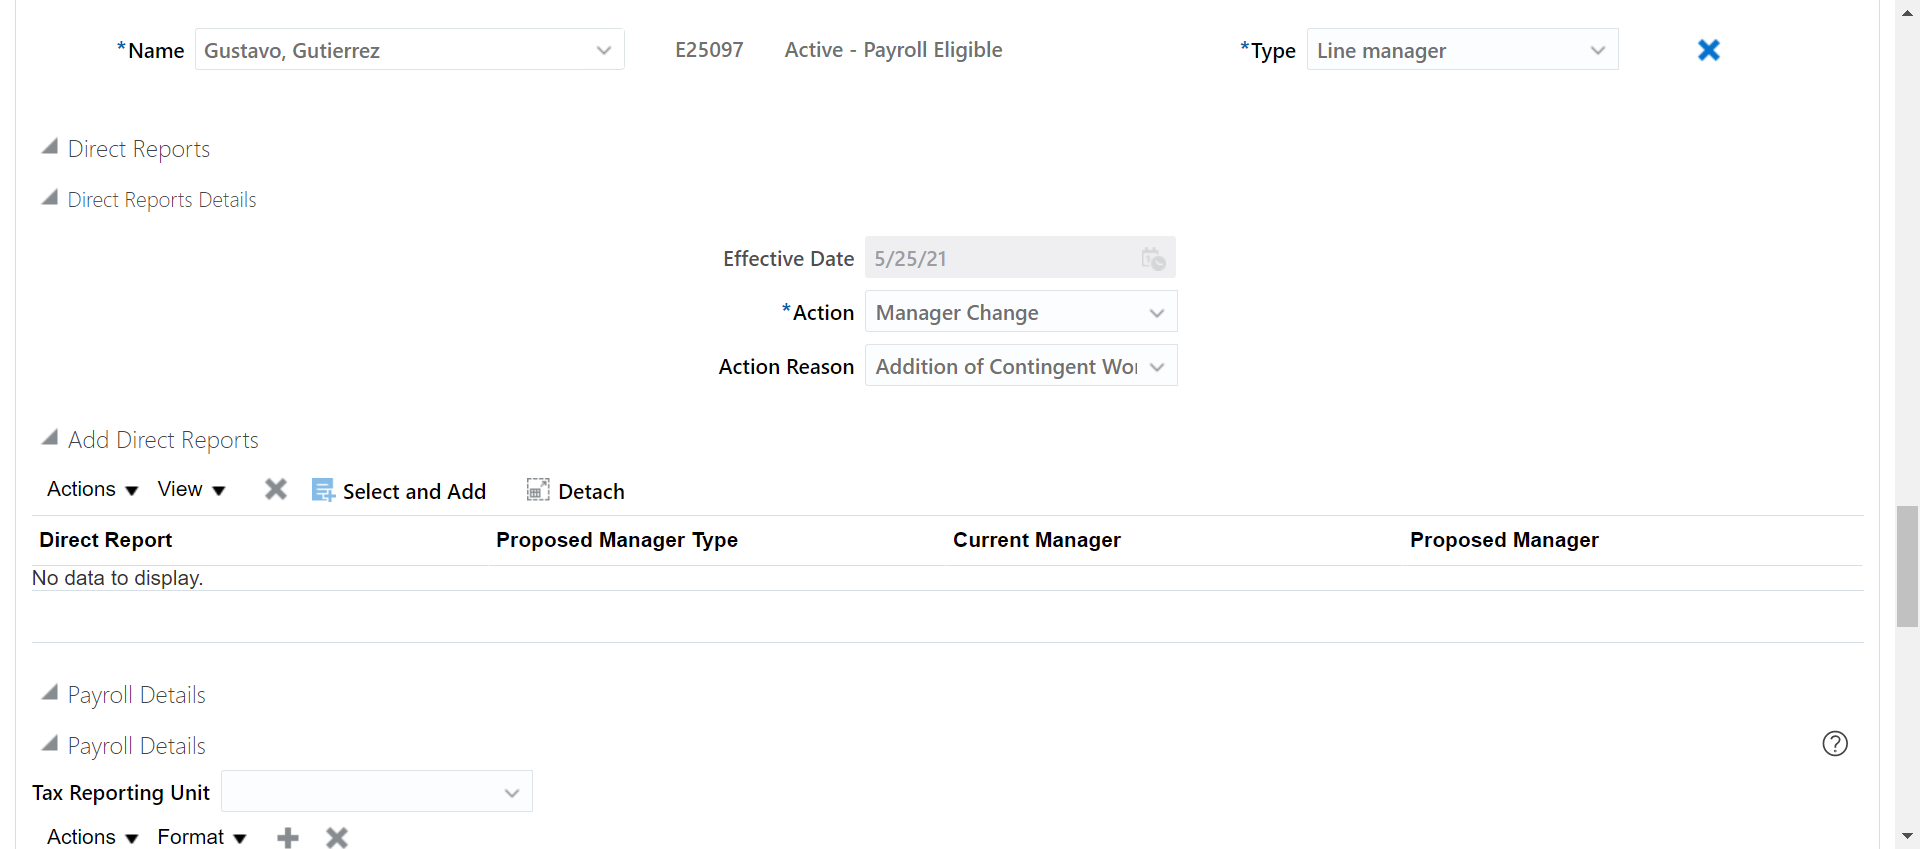 *Name Gustavo, Gutierrez E25097 Active - Payroll Eligible *Type Line manager
Direct Reports
Direct Reports Details
Effective Date 5/25/21
*Action Manager Change
Action Reason Addition of Contingent Wor
Add Direct Reports
Actions View Select and Add Detach
Direct Report Proposed Manager Type Current Manager Proposed Manager
No data to display.
Payroll Details
Payroll Details ?
Tax Reporting Unit
Actions Format